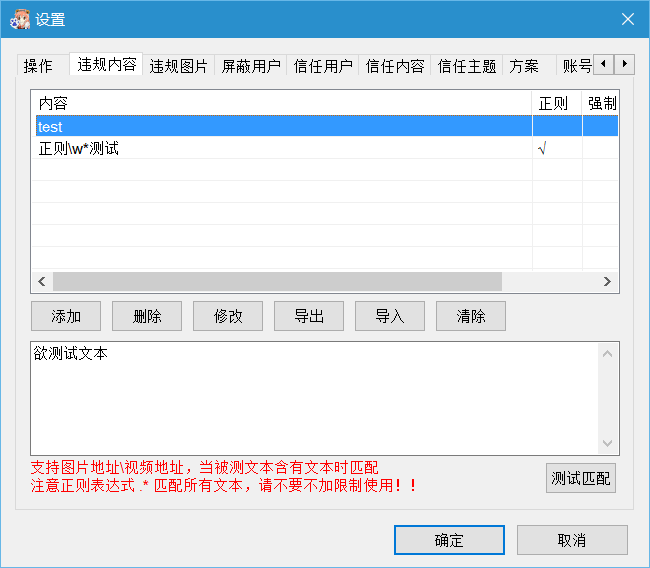 设置
操作 违规内容 违规图片 屏蔽用户 信任用户 信任内容 信任主题 方案 账号
内容 正则 强制
test
正则\w*测试 √
添加 删除 修改 导出 导入 清除
欲测试文本
支持图片地址\视频地址，当被测文本含有文本时匹配
注意正则表达式 .* 匹配所有文本，请不要不加限制使用！！
测试匹配
确定 取消